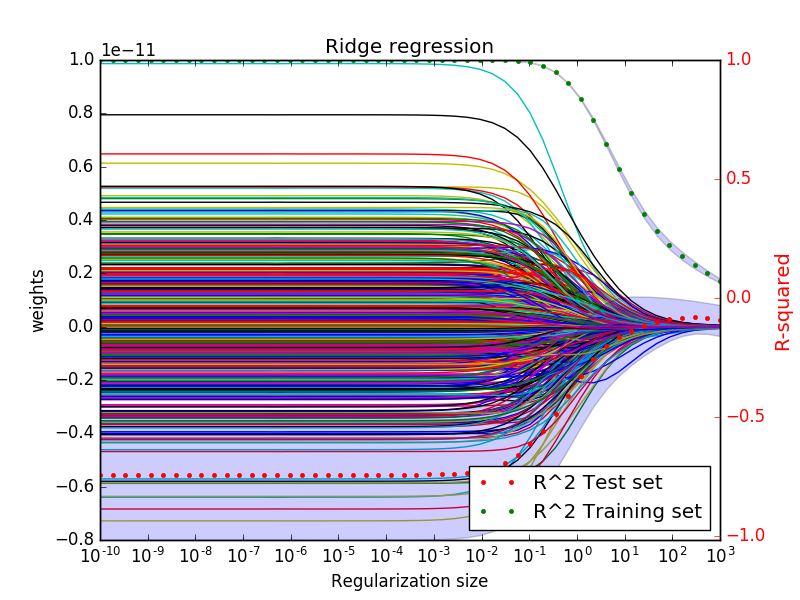 Ridge regression
1e−11
1.0
0.8
0.6
0.4
0.2
0.0
−0.2
−0.4
−0.6
−0.8
weights
1.0
0.5
0.0
−0.5
−1.0
R-squared
R^2 Test set
R^2 Training set
10^-10 10^-9 10^-8 10^-7 10^-6 10^-5 10^-4 10^-3 10^-2 10^-1 10^0 10^1 10^2 10^3
Regularization size